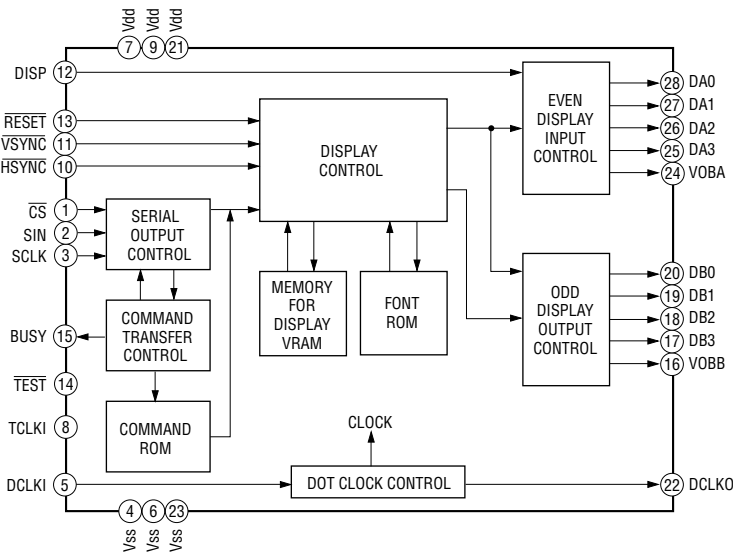 Vdd Vdd Vdd
7 9 21
DISP 12
RESET 13
VSYNC 11
HSYNC 10
CS 1
SIN 2
SCLK 3
BUSY 15
TEST 14
TCLKI 8
DCLKI 5
SERIAL
OUTPUT
CONTROL
COMMAND
TRANSFER
CONTROL
COMMAND
ROM
DISPLAY
CONTROL
MEMORY
FOR
DISPLAY
VRAM
FONT
ROM
CLOCK
DOT CLOCK CONTROL
EVEN
DISPLAY
INPUT
CONTROL
ODD
DISPLAY
OUTPUT
CONTROL
28 DA0
27 DA1
26 DA2
25 DA3
24 VOBA
20 DB0
19 DB1
18 DB2
17 DB3
16 VOBB
22 DCLKO
4 6 23
Vss Vss Vss